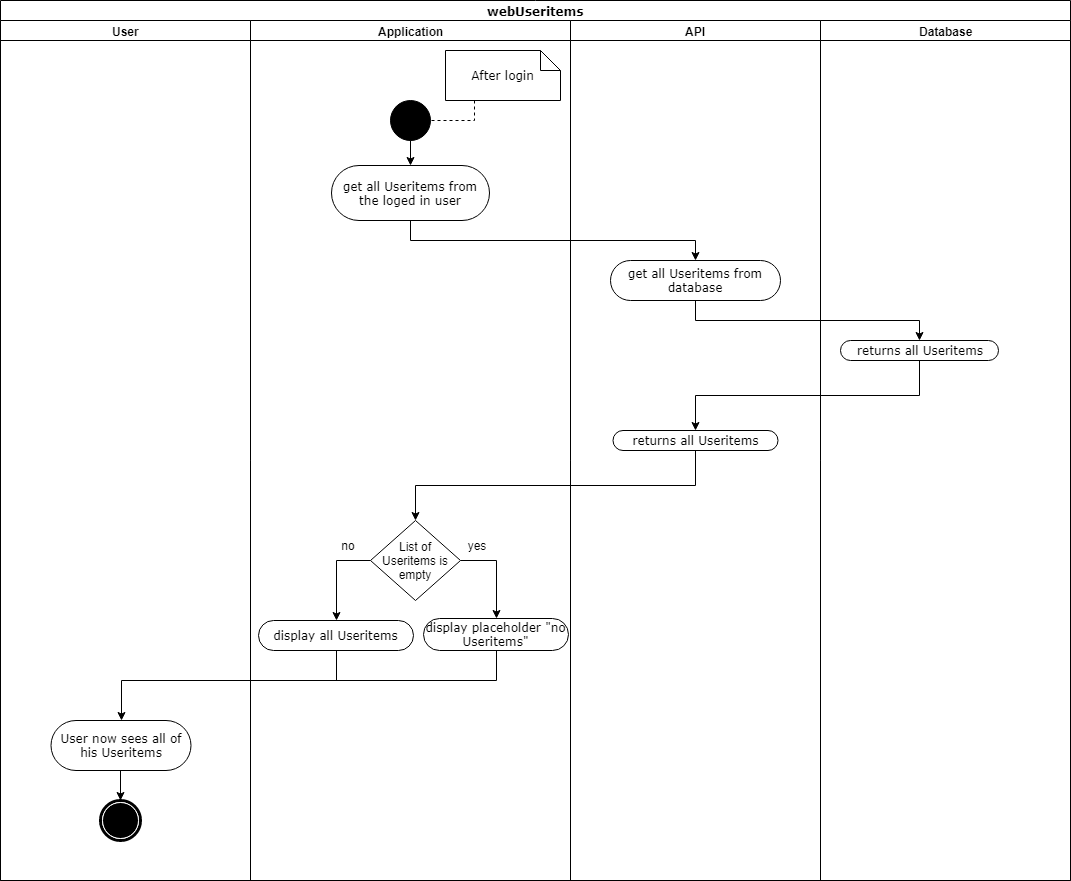 webUseritems
User
Application
API
Database
After login
get all Useritems from
the loged in user
get all Useritems from
database
returns all Useritems
returns all Useritems
no
List of
Useritems is
empty
yes
display all Useritems
display placeholder "no
Useritems"
User now sees all of
his Useritems